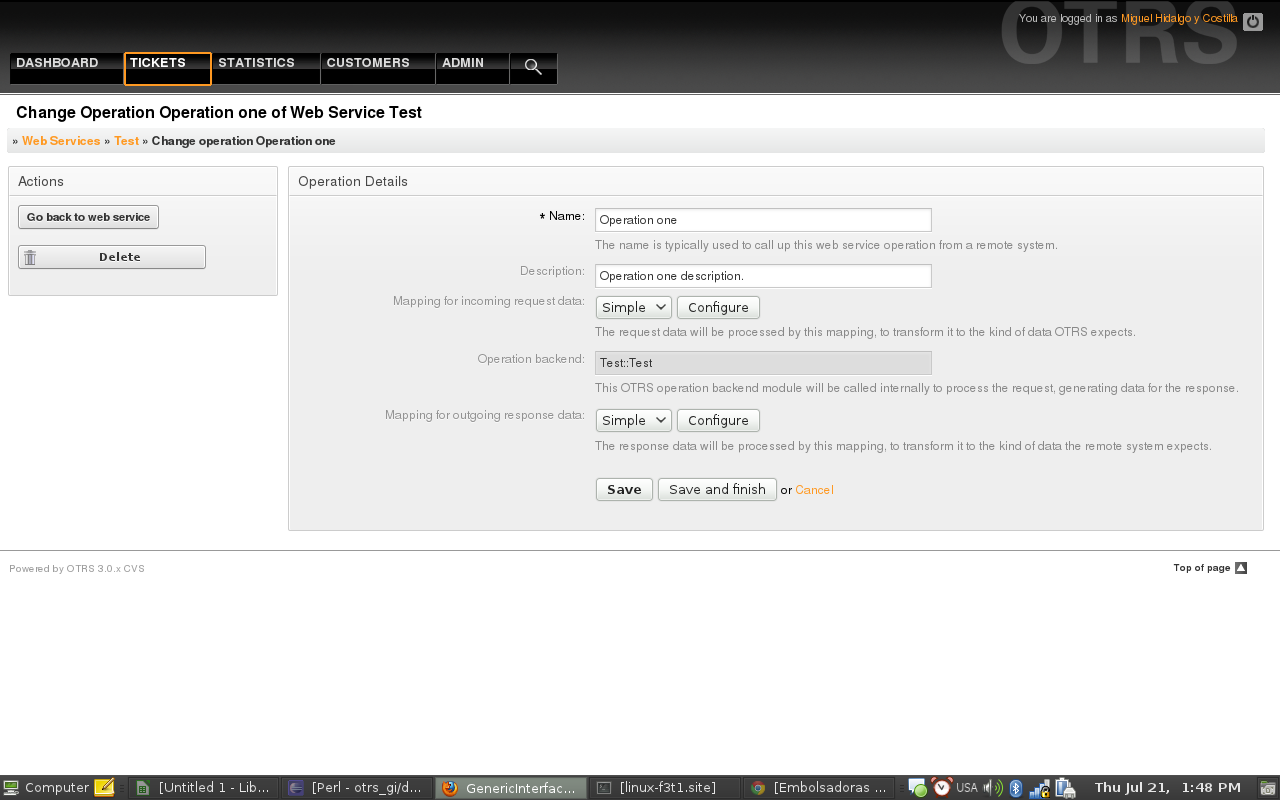 OTRS
You are logged in as Miguel Hidalgo y Costilla
DASHBOARD TICKETS STATISTICS CUSTOMERS ADMIN
Change Operation Operation one of Web Service Test
» Web Services » Test » Change operation Operation one
Actions
Go back to web service
Delete
Operation Details
* Name: Operation one
The name is typically used to call up this web service operation from a remote system.
Description: Operation one description.
Mapping for incoming request data: Simple Configure
The request data will be processed by this mapping, to transform it to the kind of data OTRS expects.
Operation backend: Test::Test
This OTRS operation backend module will be called internally to process the request, generating data for the response.
Mapping for outgoing response data: Simple Configure
The response data will be processed by this mapping, to transform it to the kind of data the remote system expects.
Save Save and finish or Cancel
Powered by OTRS 3.0.x CVS
Top of page
Computer [Untitled 1 - Lib... [Perl - otrs_gi/d... GenericInterfac... [linux-f3t1.site] [Embolsadoras ... USA Thu Jul 21, 1:48 PM